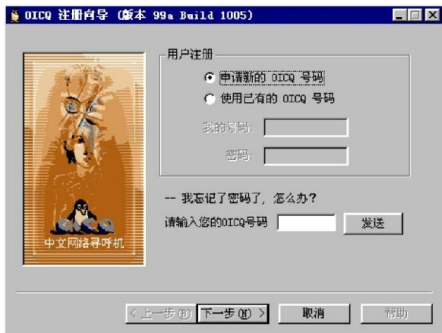 OICQ 注册向导 (版本 99a Build 1005)
用户注册
申请新的 OICQ 号码
使用已有的 OICQ 号码
我的号码:
密码:
-- 我忘记了密码了, 怎么办?
请输入您的OICQ号码
发送
OICQ
中文网络寻呼机
< 上一步(B)
下一步(N) >
取消
帮助